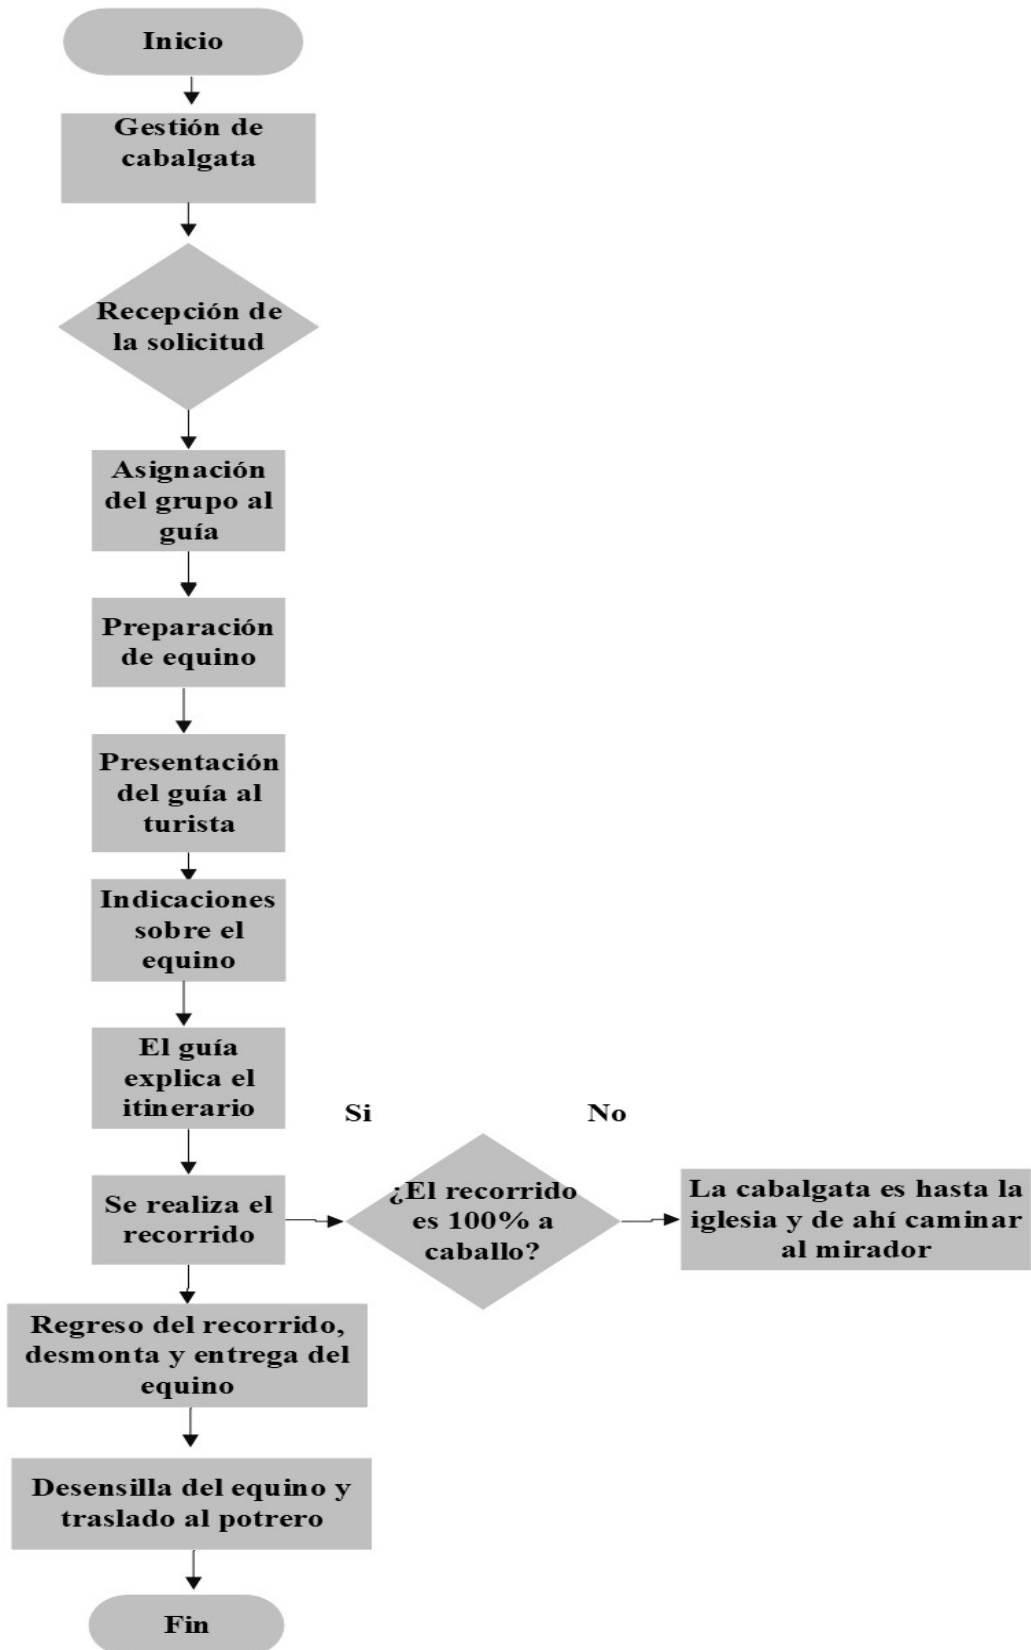 Inicio
Gestión de
cabalgata
Recepción de
la solicitud
Asignación
del grupo al
guía
Preparación
de equino
Presentación
del guía al
turista
Indicaciones
sobre el
equino
El guía
explica el
itinerario
Si
No
Se realiza el
recorrido
¿El recorrido
es 100% a
caballo?
La cabalgata es hasta la
iglesia y de ahí caminar
al mirador
Regreso del recorrido,
desmonta y entrega del
equino
Desensilla del equino y
traslado al potrero
Fin